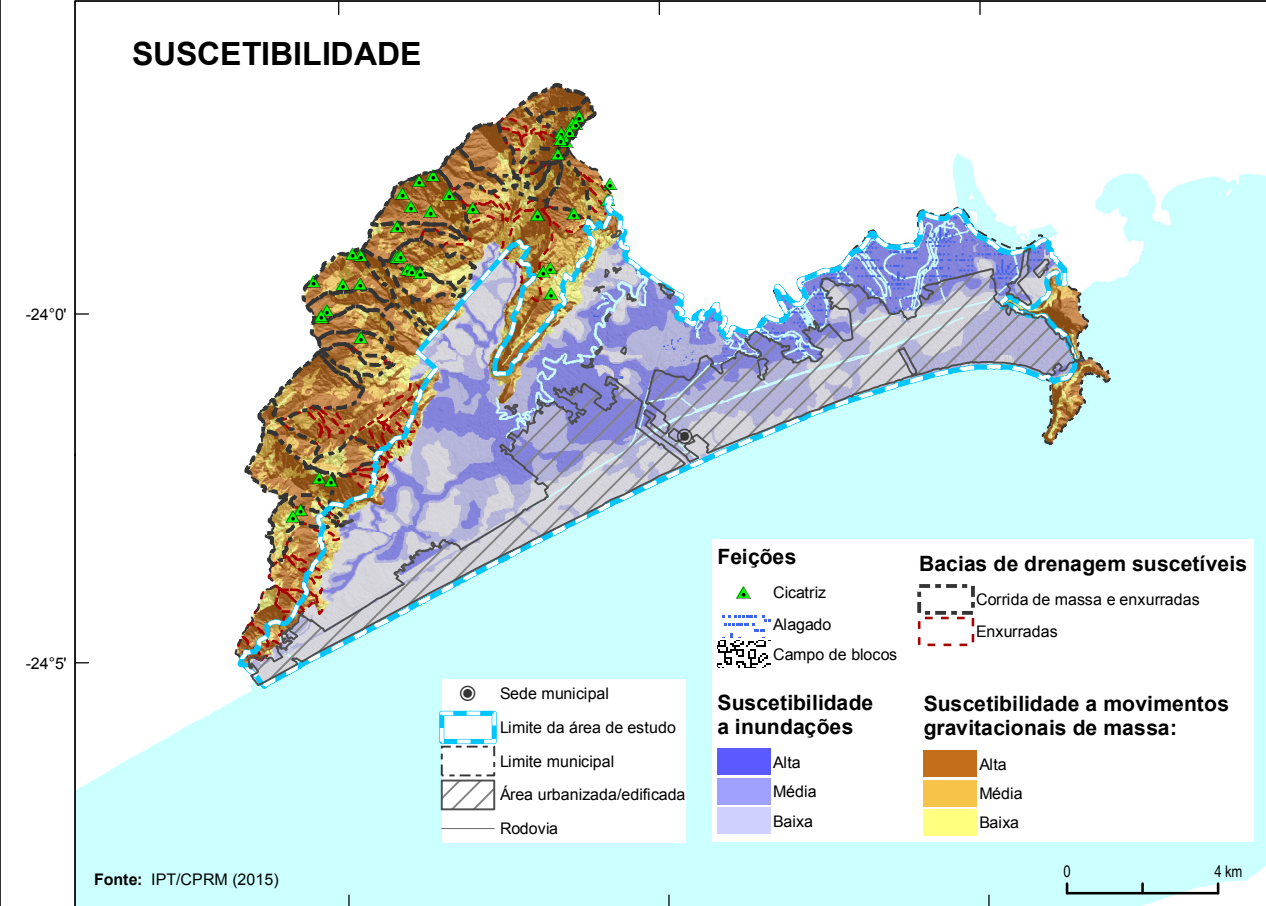 SUSCETIBILIDADE
-24°0'
-24°5'
Feições
Cicatriz
Alagado
Campo de blocos
Bacias de drenagem suscetíveis
Corrida de massa e enxurradas
Enxurradas
Sede municipal
Limite da área de estudo
Limite municipal
Área urbanizada/edificada
Rodovia
Suscetibilidade
a inundações
Alta
Média
Baixa
Suscetibilidade a movimentos
gravitacionais de massa:
Alta
Média
Baixa
Fonte: IPT/CPRM (2015)
0 4 km